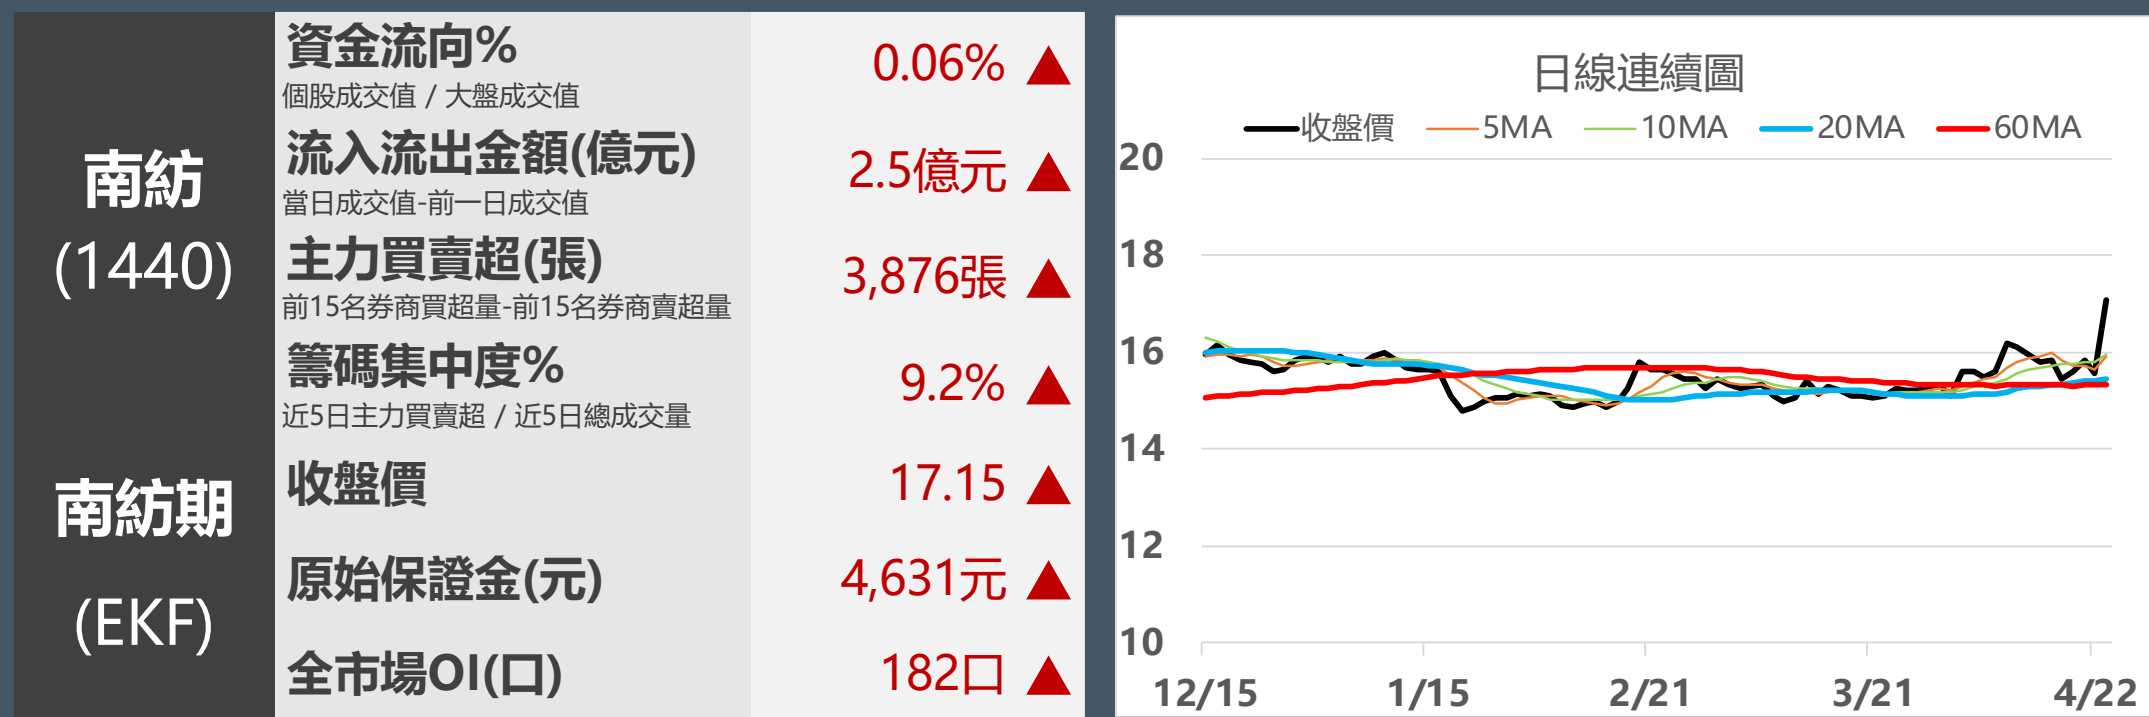 南紡
(1440)
南紡期
(EKF)
資金流向%
個股成交值 / 大盤成交值
0.06% ▲
流入流出金額(億元)
當日成交值-前一日成交值
2.5億元 ▲
主力買賣超(張)
前15名券商買超量-前15名券商賣超量
3,876張 ▲
籌碼集中度%
近5日主力買賣超 / 近5日總成交量
9.2% ▲
收盤價
17.15 ▲
原始保證金(元)
4,631元 ▲
全市場OI(口)
182口 ▲
日線連續圖
收盤價 5MA 10MA 20MA 60MA
20
18
16
14
12
10
12/15 1/15 2/21 3/21 4/22